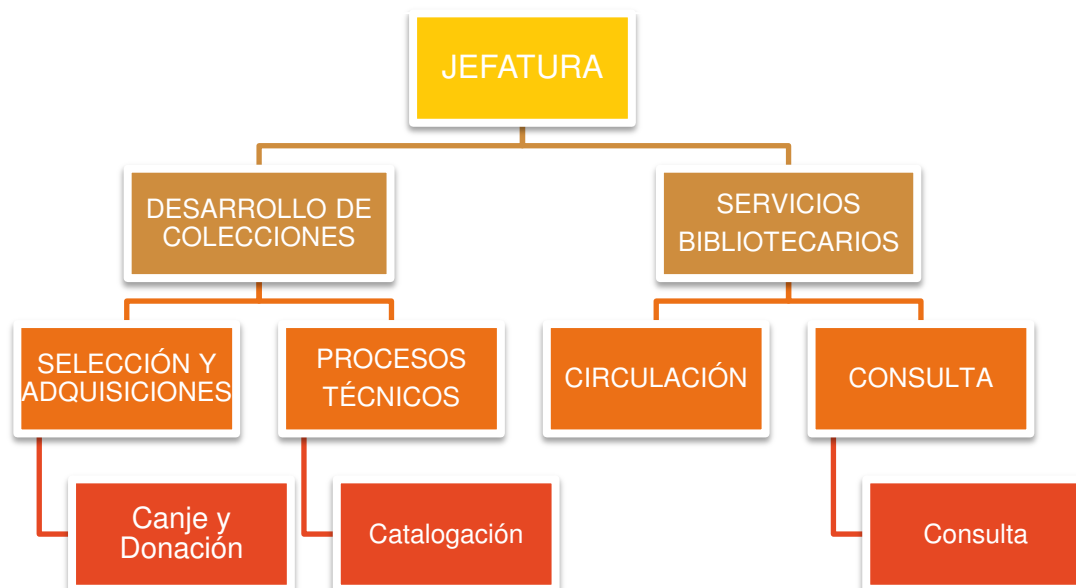 JEFATURA
DESARROLLO DE
COLECCIONES
SERVICIOS
BIBLIOTECARIOS
SELECCIÓN Y
ADQUISICIONES
PROCESOS
TÉCNICOS
CIRCULACIÓN
CONSULTA
Canje y
Donación
Catalogación
Consulta